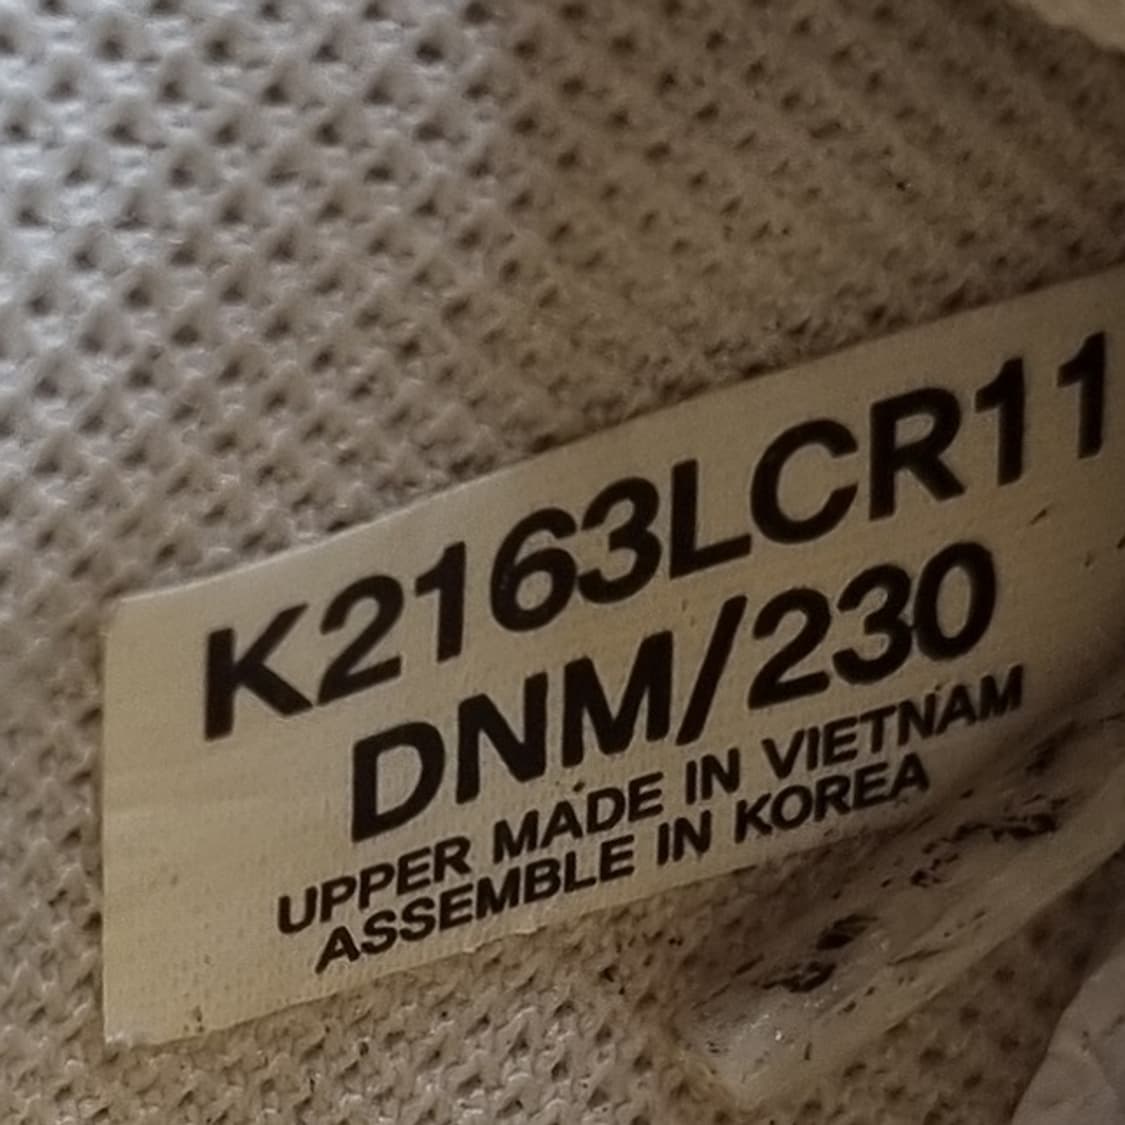 K2163LCR11
DNM/230
UPPER MADE IN VIETNAM
ASSEMBLE IN KOREA